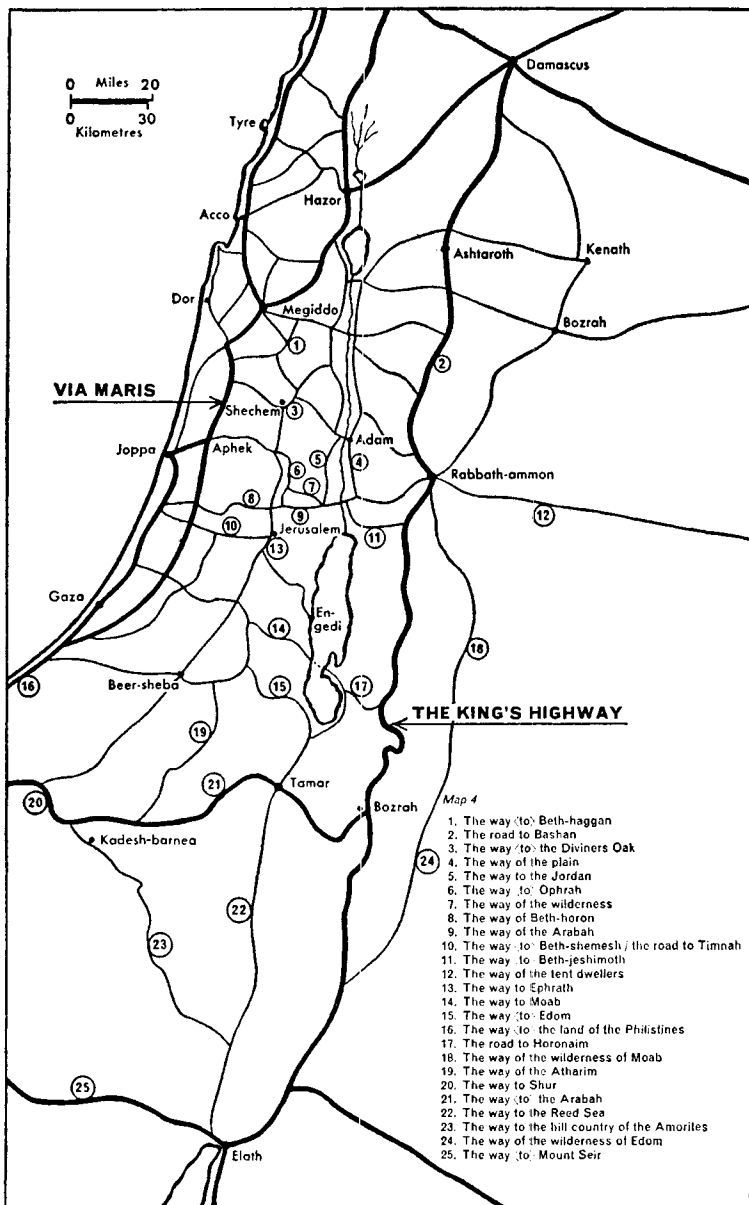 0 Miles 20
0 30
Kilometres
Damascus
Tyre
Hazor
Acco
Ashtaroth
Kenath
Dor
Megiddo
Bozrah
1
2
VIA MARIS
Shechem
3
Joppa
Aphek
5
Adam
4
6
Rabbath-ammon
7
8
9
12
10
Jerusalem
11
13
Gaza
En-
gedi
14
18
16
Beer-sheba
15
17
THE KING'S HIGHWAY
19
21
Tamar
20
Bozrah
Kadesh-barnea
24
22
23
25
Elath
Map 4
1. The way (to) Beth-haggan
2. The road to Bashan
3. The way (to) the Diviners Oak
4. The way of the plain
5. The way to the Jordan
6. The way (to) Ophrah
7. The way of the wilderness
8. The way of Beth-horon
9. The way of the Arabah
10. The way (to) Beth-shemesh / the road to Timnah
11. The way (to) Beth-jeshimoth
12. The way of the tent dwellers
13. The way to Ephrath
14. The way to Moab
15. The way (to) Edom
16. The way (to) the land of the Philistines
17. The road to Horonaim
18. The way of the wilderness of Moab
19. The way of the Atharim
20. The way to Shur
21. The way (to) the Arabah
22. The way to the Reed Sea
23. The way to the hill country of the Amorites
24. The way of the wilderness of Edom
25. The way (to) Mount Seir